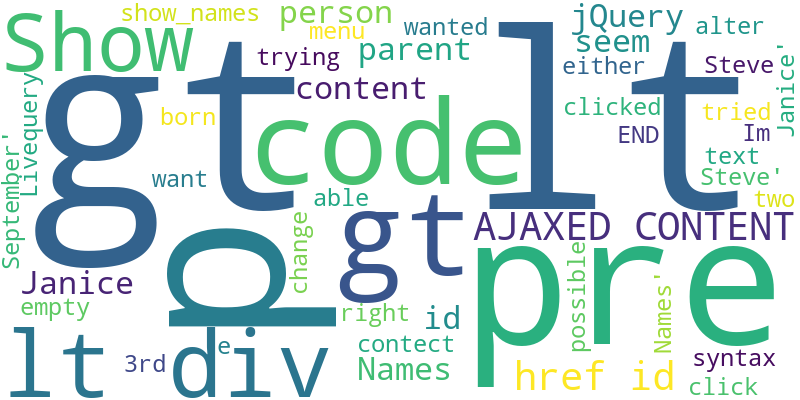 show_names
person
menu
wanted
jQuery
alter
Show
trying
parent
seem
either
Steve
Janice'
content
gt
lt
code
clicked
tried
Livequery
born
END
Im
September'
text
want
able
Steve'
two
gt
AJAXED CONTENT
p
change
pre
possible
Names'
Janice
empty
right
id
lt
div
e
contect
3rd
Names
href id
syntax
click